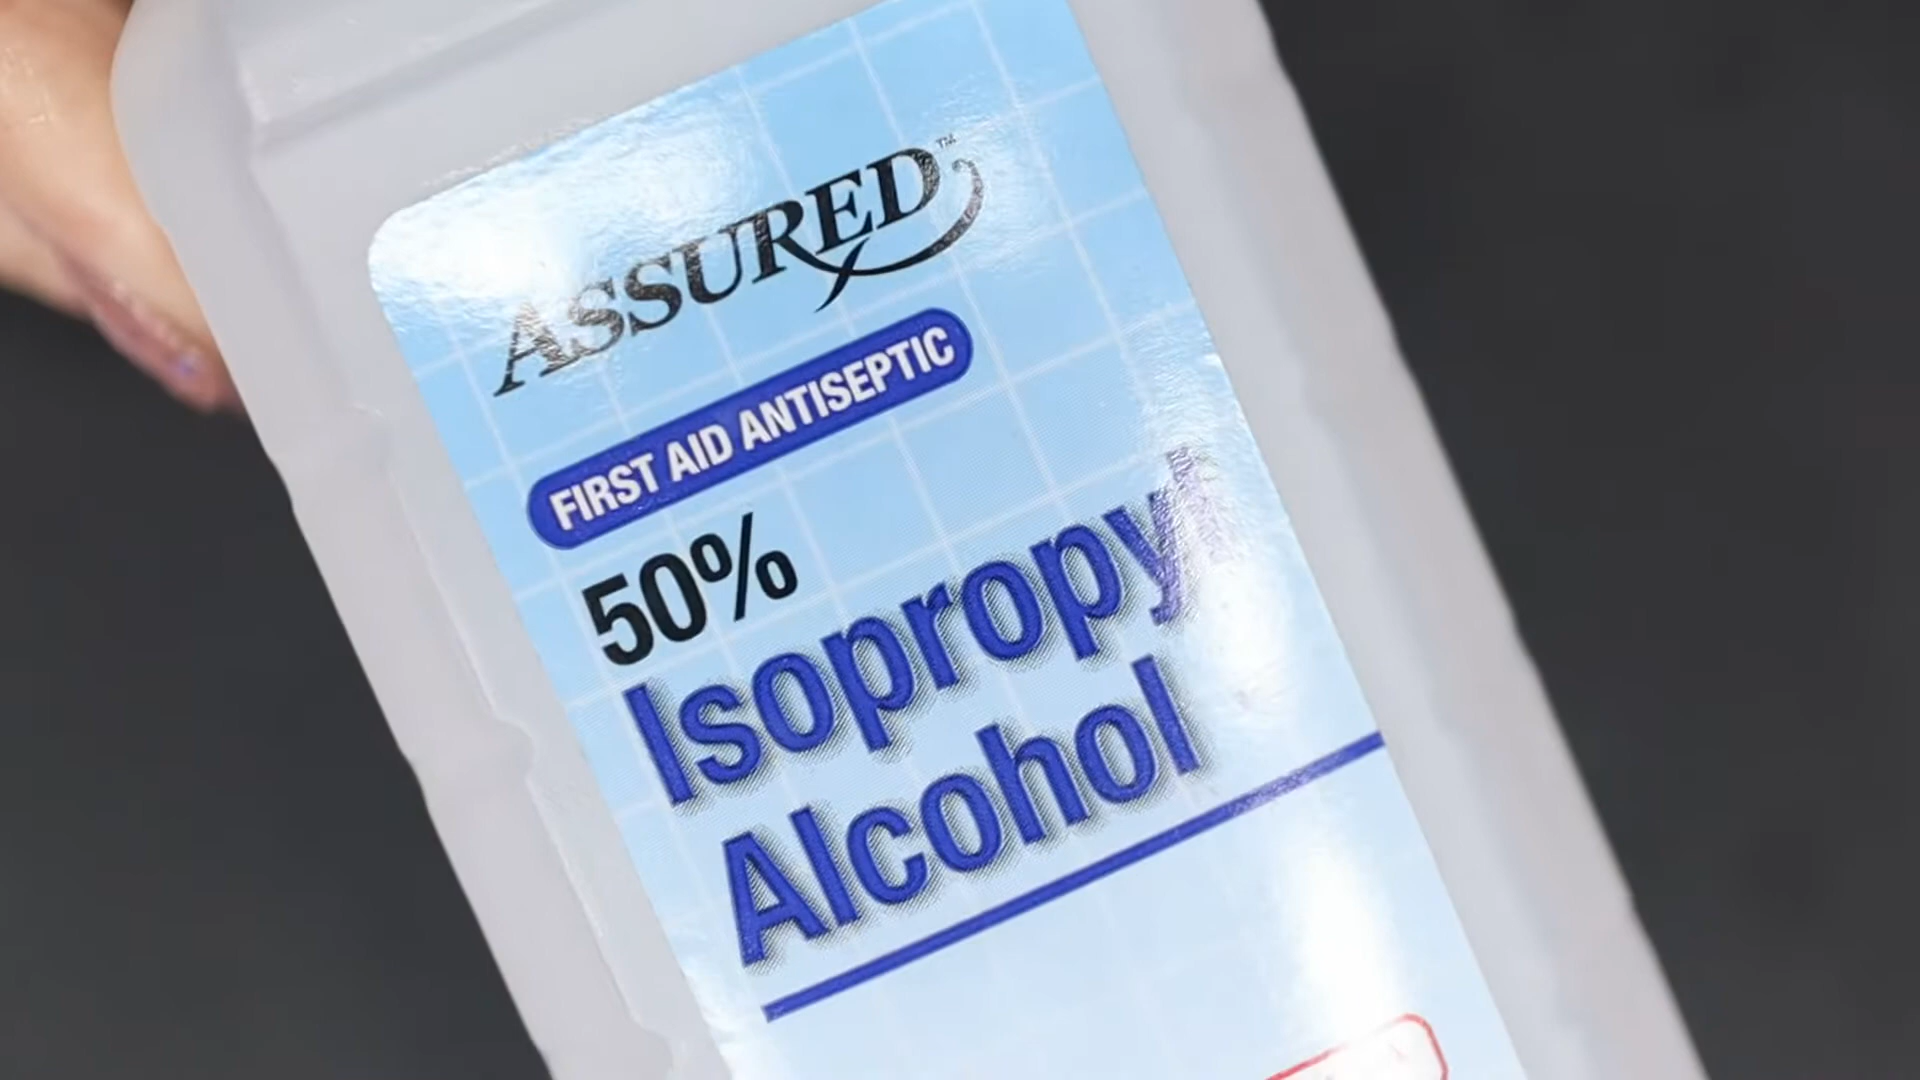 ASSURED™
FIRST AID ANTISEPTIC
50%
Isopropyl
Alcohol